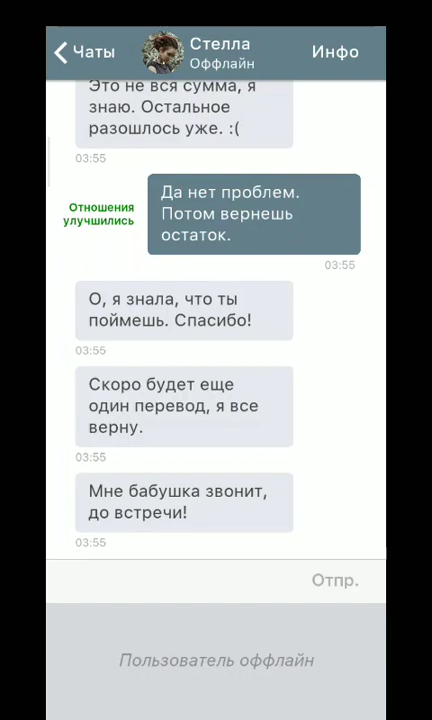 Чаты
Стелла
Оффлайн
Инфо
Это не вся сумма, я
знаю. Остальное
разошлось уже. :(
03:55
Отношения
улучшились
Да нет проблем.
Потом вернешь
остаток.
03:55
О, я знала, что ты
поймешь. Спасибо!
03:55
Скоро будет еще
один перевод, я все
верну.
03:55
Мне бабушка звонит,
до встречи!
03:55
Отпр.
Пользователь оффлайн